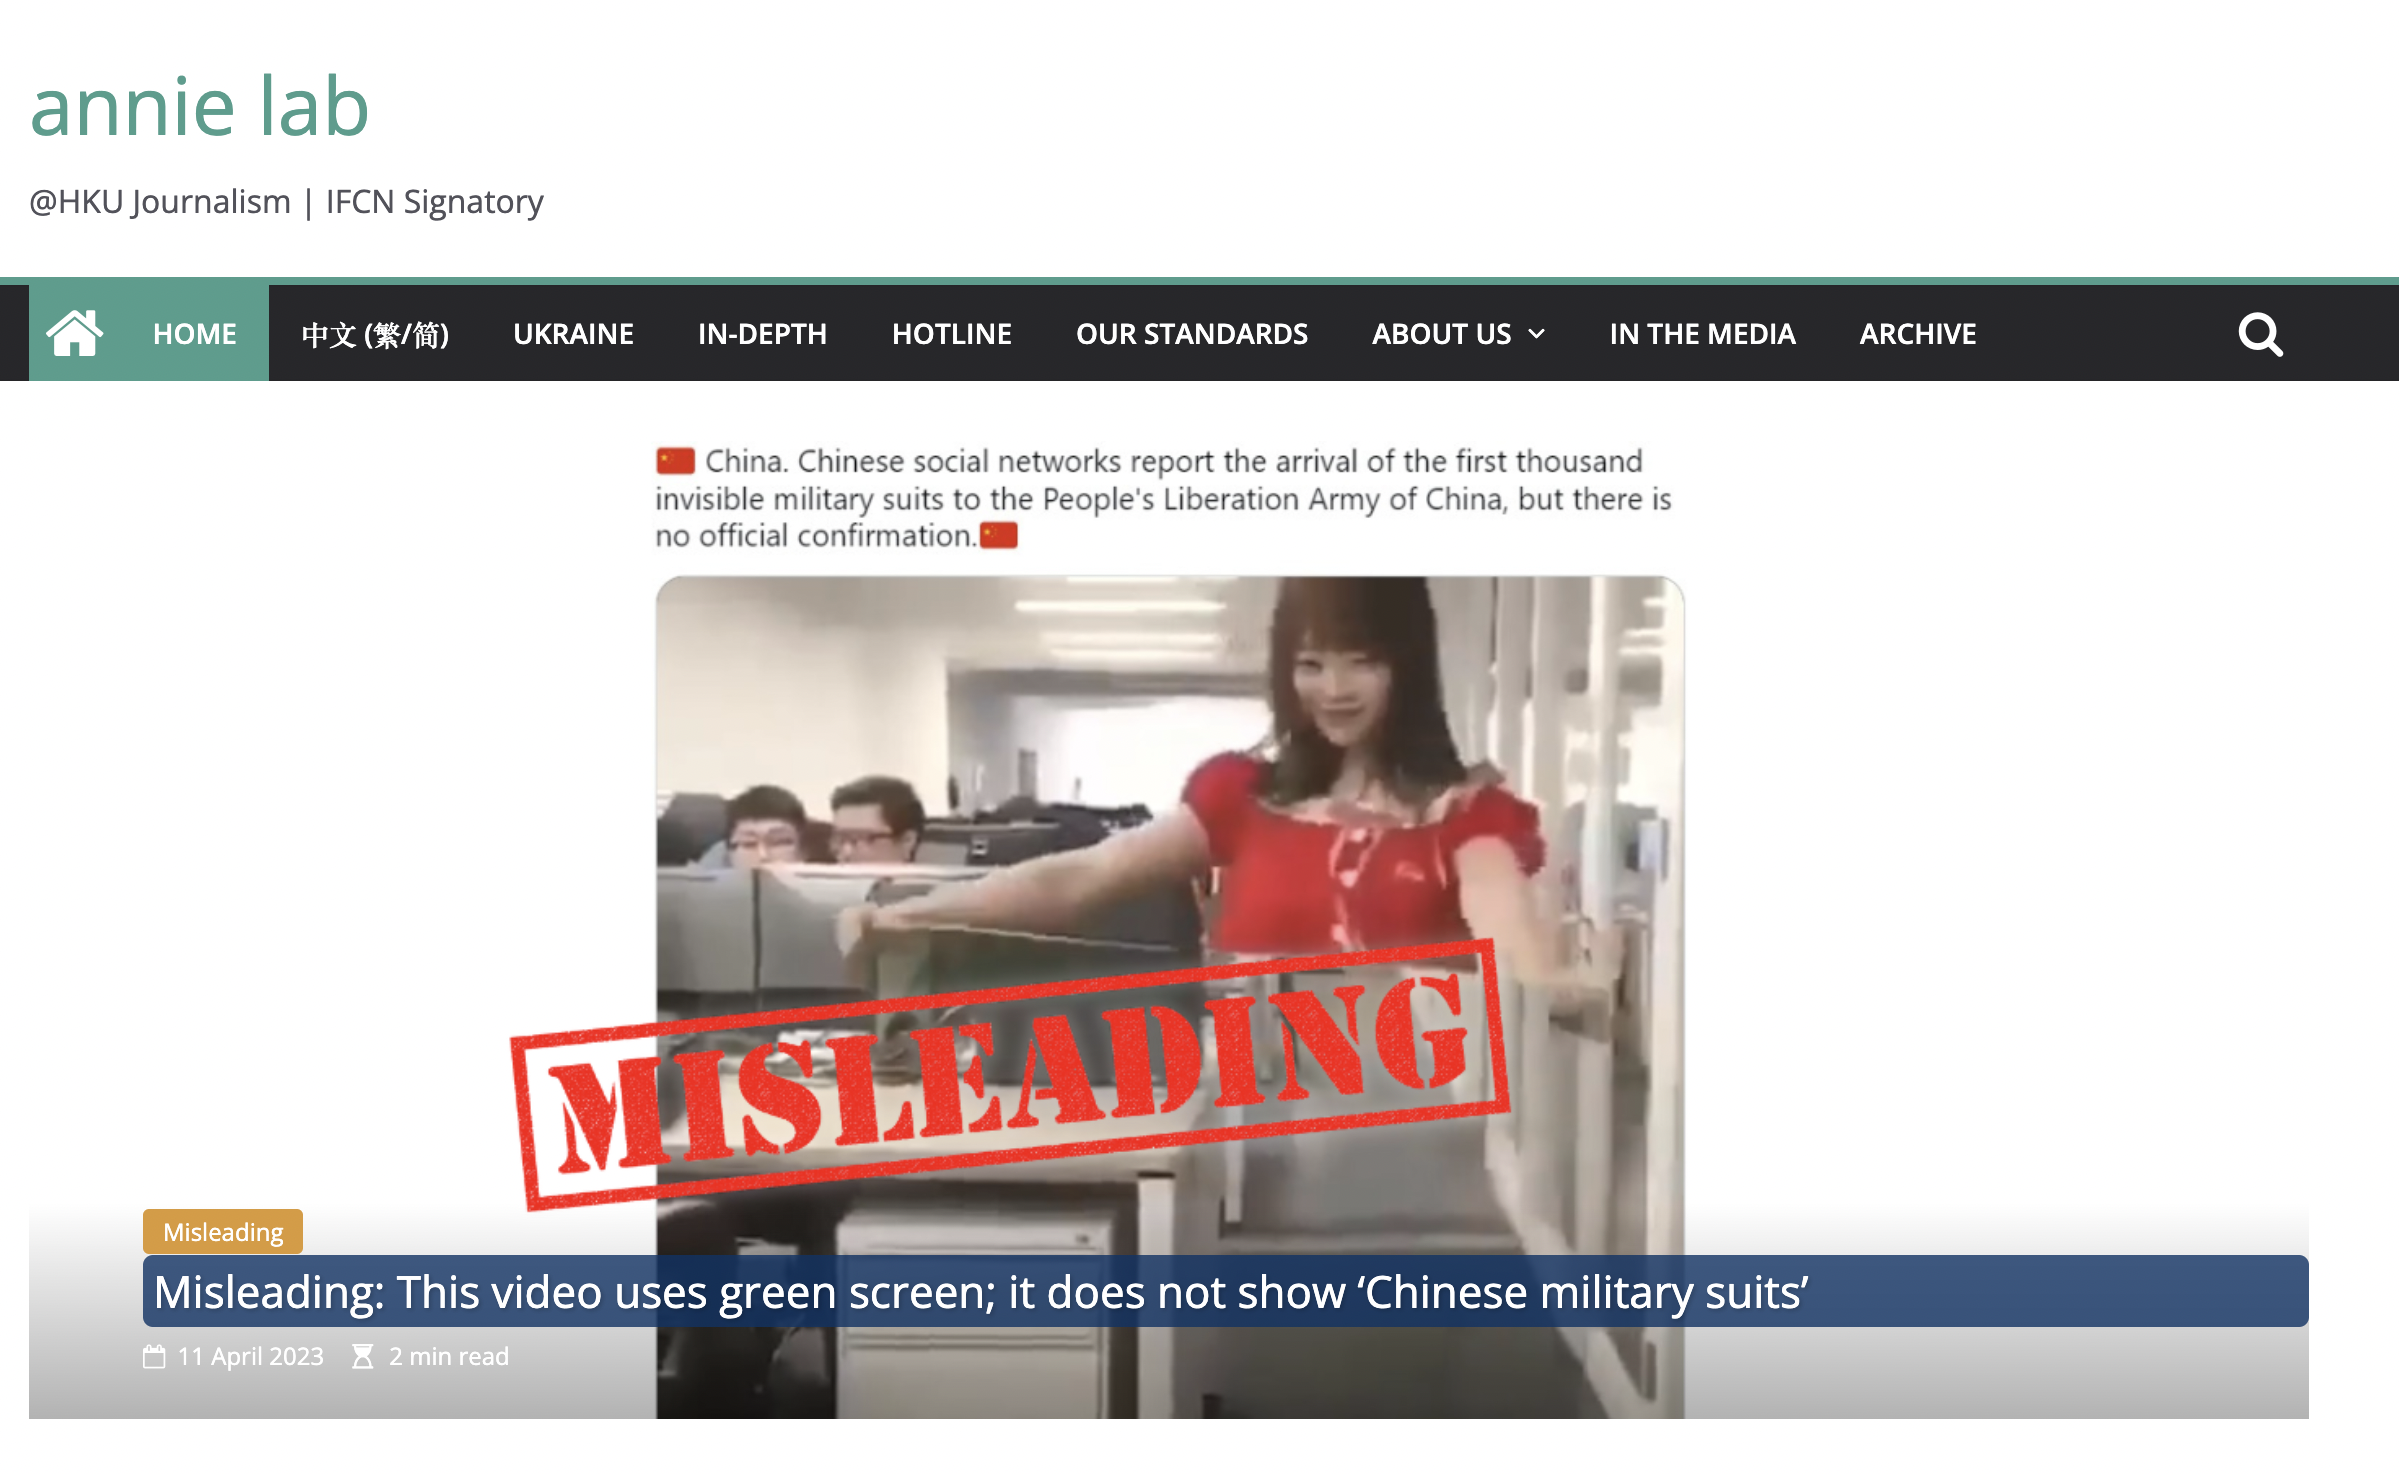 annie lab
@HKU Journalism | IFCN Signatory
HOME 中文 (繁/简) UKRAINE IN-DEPTH HOTLINE OUR STANDARDS ABOUT US IN THE MEDIA ARCHIVE
🇨🇳 China. Chinese social networks report the arrival of the first thousand
invisible military suits to the People's Liberation Army of China, but there is
no official confirmation.🇨🇳
MISLEADING
Misleading
Misleading: This video uses green screen; it does not show ‘Chinese military suits’
11 April 2023 2 min read